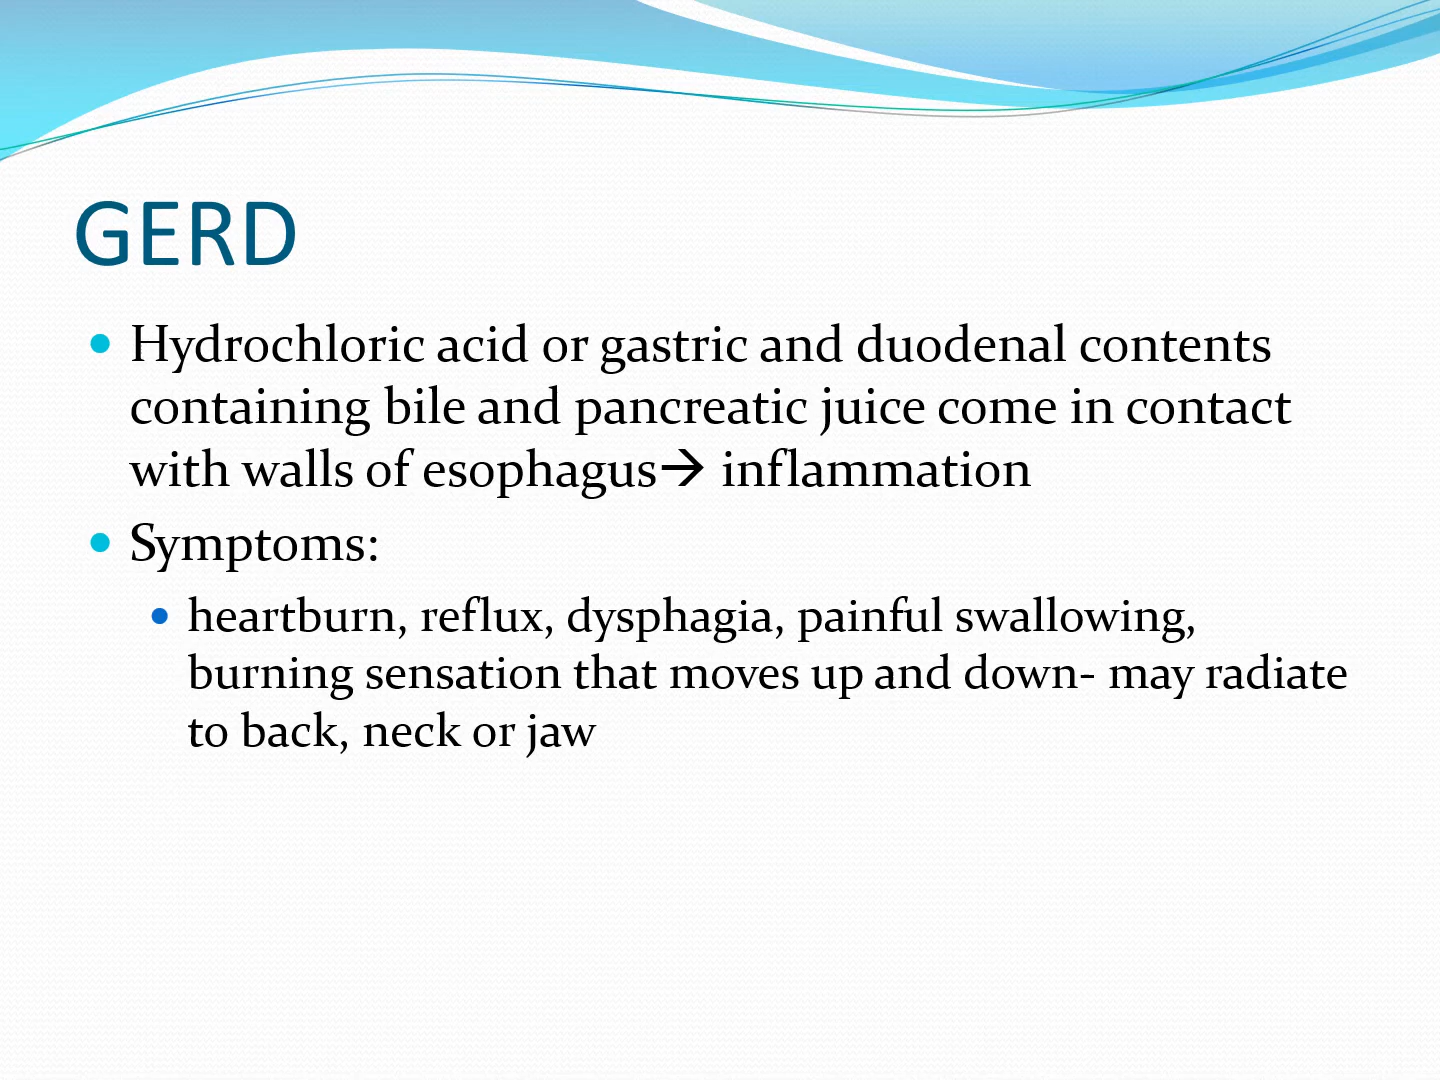 GERD
• Hydrochloric acid or gastric and duodenal contents
containing bile and pancreatic juice come in contact
with walls of esophagus→ inflammation
• Symptoms:
• heartburn, reflux, dysphagia, painful swallowing,
burning sensation that moves up and down- may radiate
to back, neck or jaw